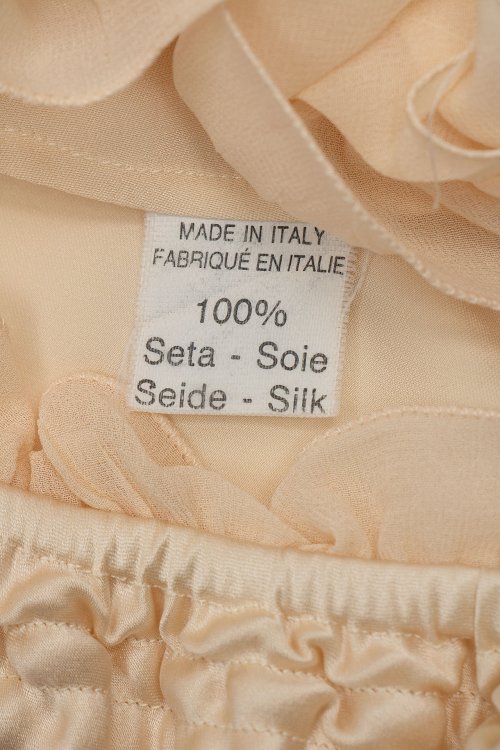 MADE IN ITALY
FABRIQUÉ EN ITALIE
100%
Seta - Soie
Seide - Silk